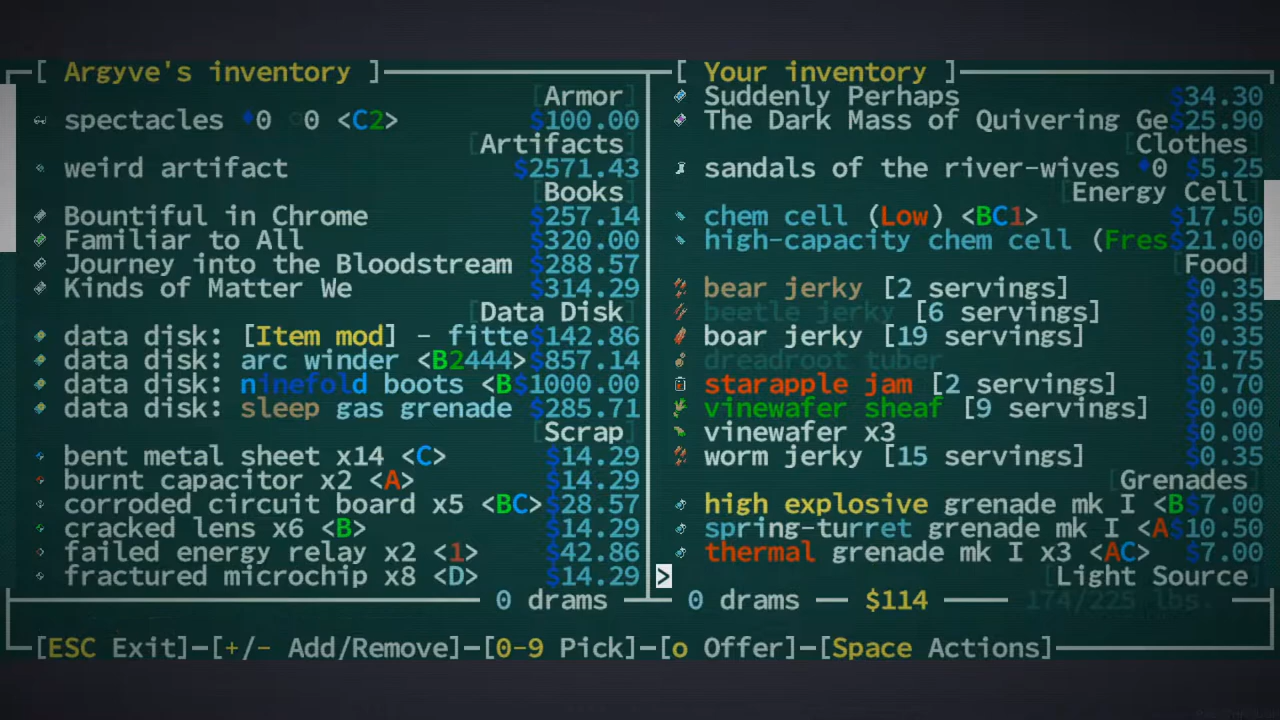 [ Argyve's inventory ]
[Armor]
spectacles ♦0 ○0 <C2> $100.00
[Artifacts]
weird artifact $2571.43
[Books]
Bountiful in Chrome $257.14
Familiar to All $320.00
Journey into the Bloodstream $288.57
Kinds of Matter We $314.29
[Data Disk]
data disk: [Item mod] - fitte$142.86
data disk: arc winder <B2444>$857.14
data disk: ninefold boots <B$1000.00
data disk: sleep gas grenade $285.71
[Scrap]
bent metal sheet x14 <C> $14.29
burnt capacitor x2 <A> $14.29
corroded circuit board x5 <BC>$28.57
cracked lens x6 <B> $14.29
failed energy relay x2 <1> $42.86
fractured microchip x8 <D> $14.29
0 drams
[ Your inventory ]
Suddenly Perhaps $34.30
The Dark Mass of Quivering Ge$25.90
[Clothes]
sandals of the river-wives ♦0 $5.25
[Energy Cell]
chem cell (Low) <BC1> $17.50
high-capacity chem cell (Fres$21.00
[Food]
bear jerky [2 servings] $0.35
beetle jerky [6 servings] $0.35
boar jerky [19 servings] $0.35
dreadroot tuber $1.75
starapple jam [2 servings] $0.70
vinewafer sheaf [9 servings] $0.00
vinewafer x3 $0.00
worm jerky [15 servings] $0.35
[Grenades]
high explosive grenade mk I <B$7.00
spring-turret grenade mk I <A$10.50
thermal grenade mk I x3 <AC> $7.00
> [Light Source]
0 drams — $114 — 174/225 lbs.
[ESC Exit]-[+/- Add/Remove]-[0-9 Pick]-[o Offer]-[Space Actions]